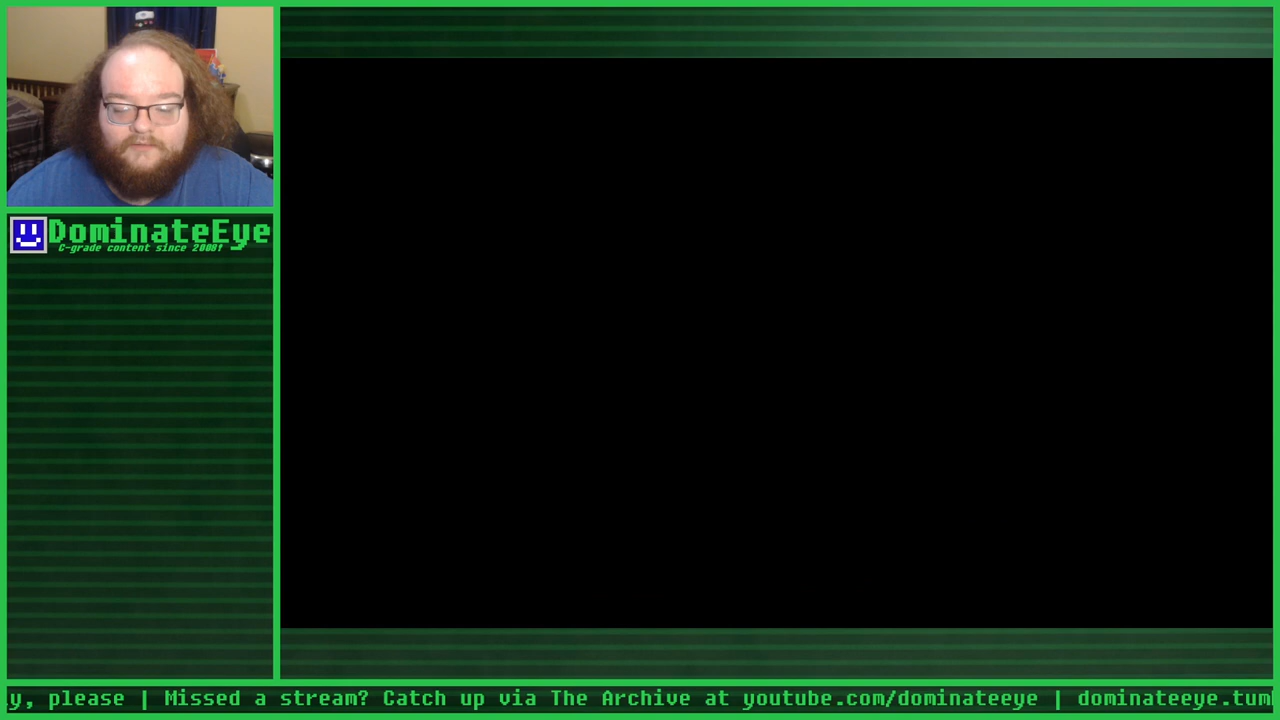 DominateEye
C-grade content since 2008!
y, please | Missed a stream? Catch up via The Archive at youtube.com/dominateeye | dominateeye.tum